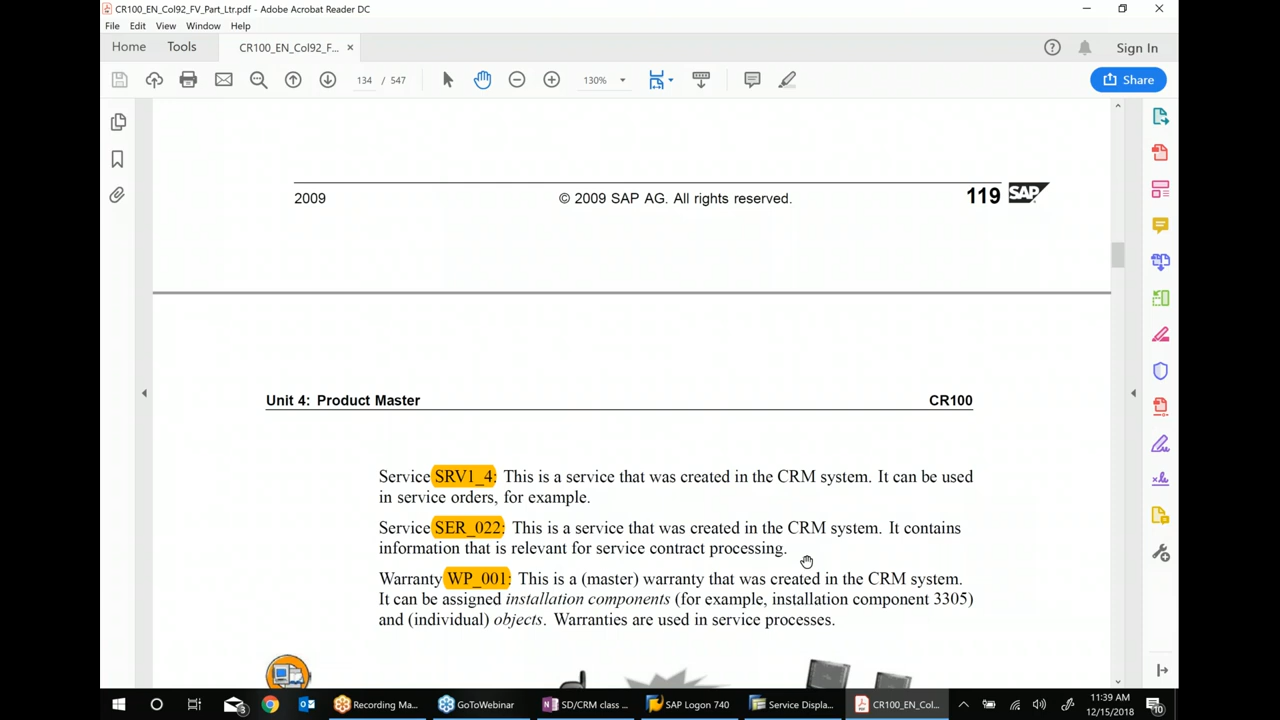 CR100_EN_Col92_FV_Part_Ltr.pdf - Adobe Acrobat Reader DC
File Edit View Window Help
Home Tools CR100_EN_Col92_F... × Sign In
134 / 547 130% Share
2009 © 2009 SAP AG. All rights reserved. 119 SAP
Unit 4: Product Master CR100
Service SRV1_4: This is a service that was created in the CRM system. It can be used
in service orders, for example.
Service SER_022: This is a service that was created in the CRM system. It contains
information that is relevant for service contract processing.
Warranty WP_001: This is a (master) warranty that was created in the CRM system.
It can be assigned installation components (for example, installation component 3305)
and (individual) objects. Warranties are used in service processes.
Recording Ma... GoToWebinar SD/CRM class ... SAP Logon 740 Service Displa... CR100_EN_Col... 11:39 AM
12/15/2018